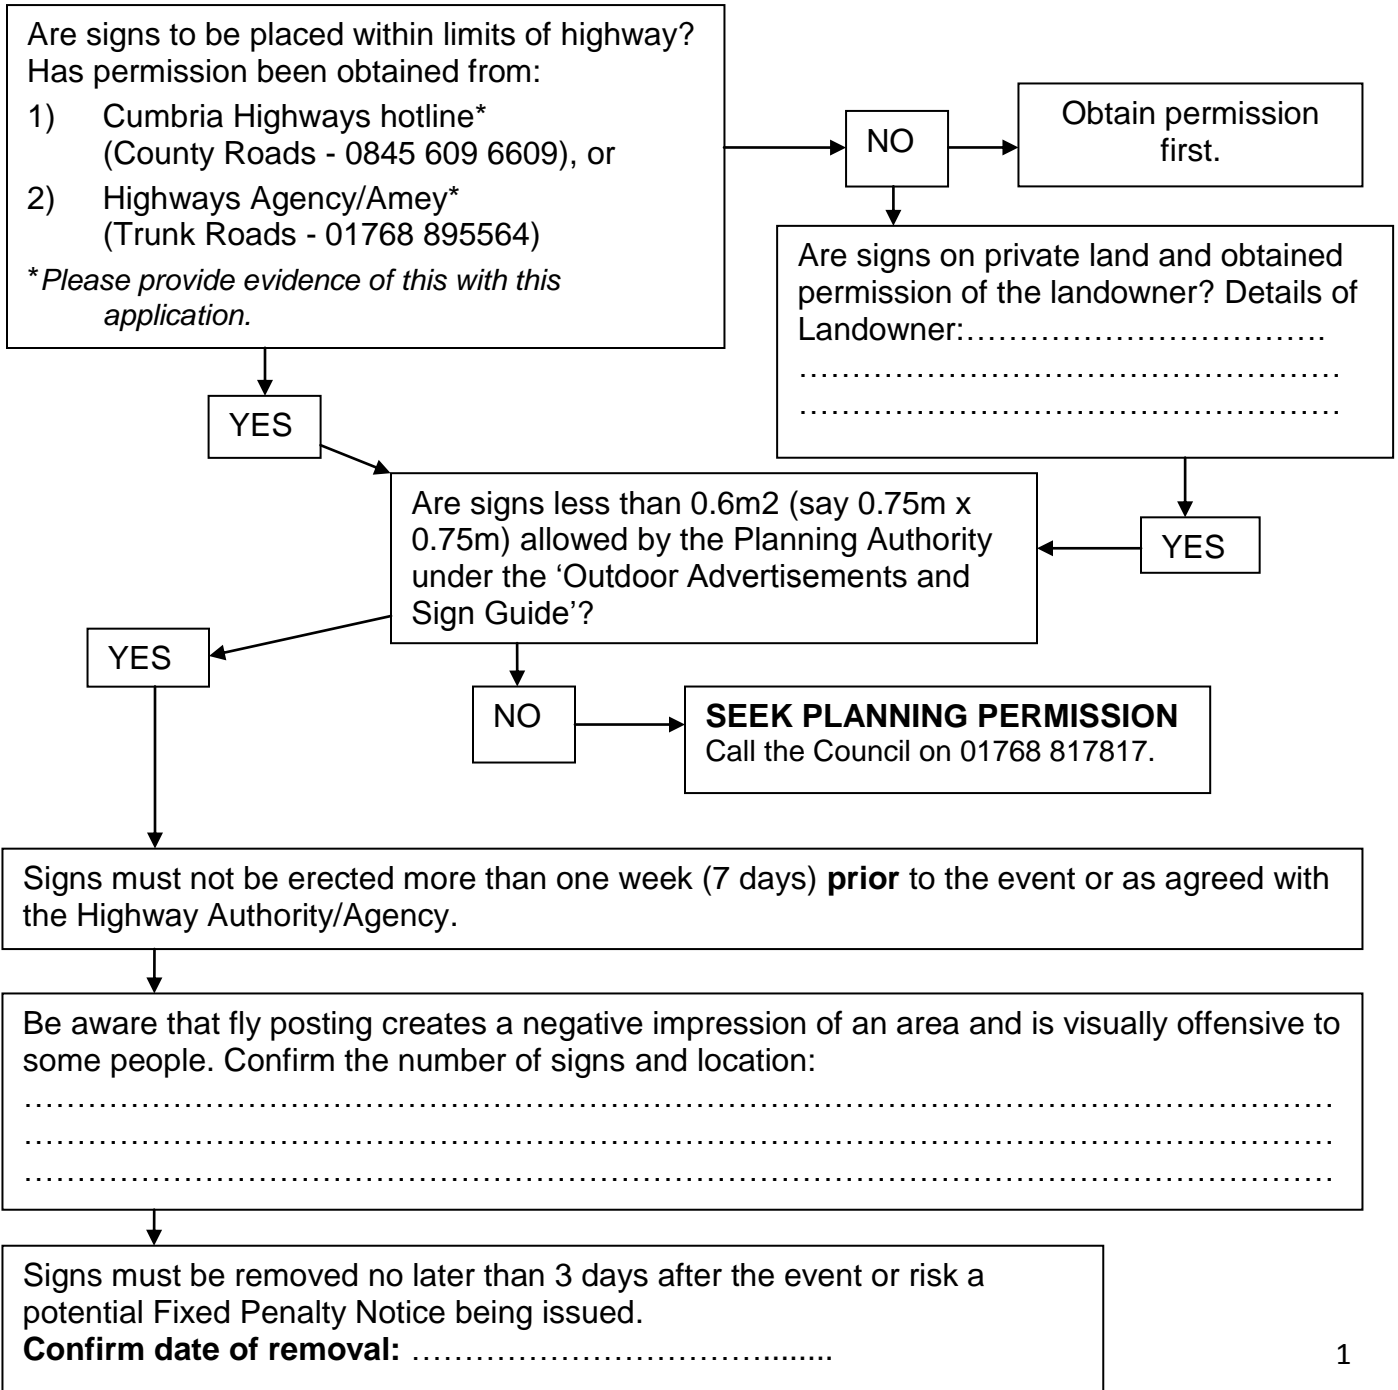 Are signs to be placed within limits of highway?
Has permission been obtained from:
1) Cumbria Highways hotline*
(County Roads - 0845 609 6609), or
2) Highways Agency/Amey*
(Trunk Roads - 01768 895564)
*Please provide evidence of this with this
application.
NO
Obtain permission
first.
Are signs on private land and obtained
permission of the landowner? Details of
Landowner:…………………………….
……………………………………………
……………………………………………
YES
YES
Are signs less than 0.6m2 (say 0.75m x
0.75m) allowed by the Planning Authority
under the ‘Outdoor Advertisements and
Sign Guide’?
YES
NO
SEEK PLANNING PERMISSION
Call the Council on 01768 817817.
Signs must not be erected more than one week (7 days) prior to the event or as agreed with
the Highway Authority/Agency.
Be aware that fly posting creates a negative impression of an area and is visually offensive to
some people. Confirm the number of signs and location:
……………………………………………………………………………………………………………
……………………………………………………………………………………………………………
……………………………………………………………………………………………………………
Signs must be removed no later than 3 days after the event or risk a
potential Fixed Penalty Notice being issued.
Confirm date of removal: ……………………………........
1